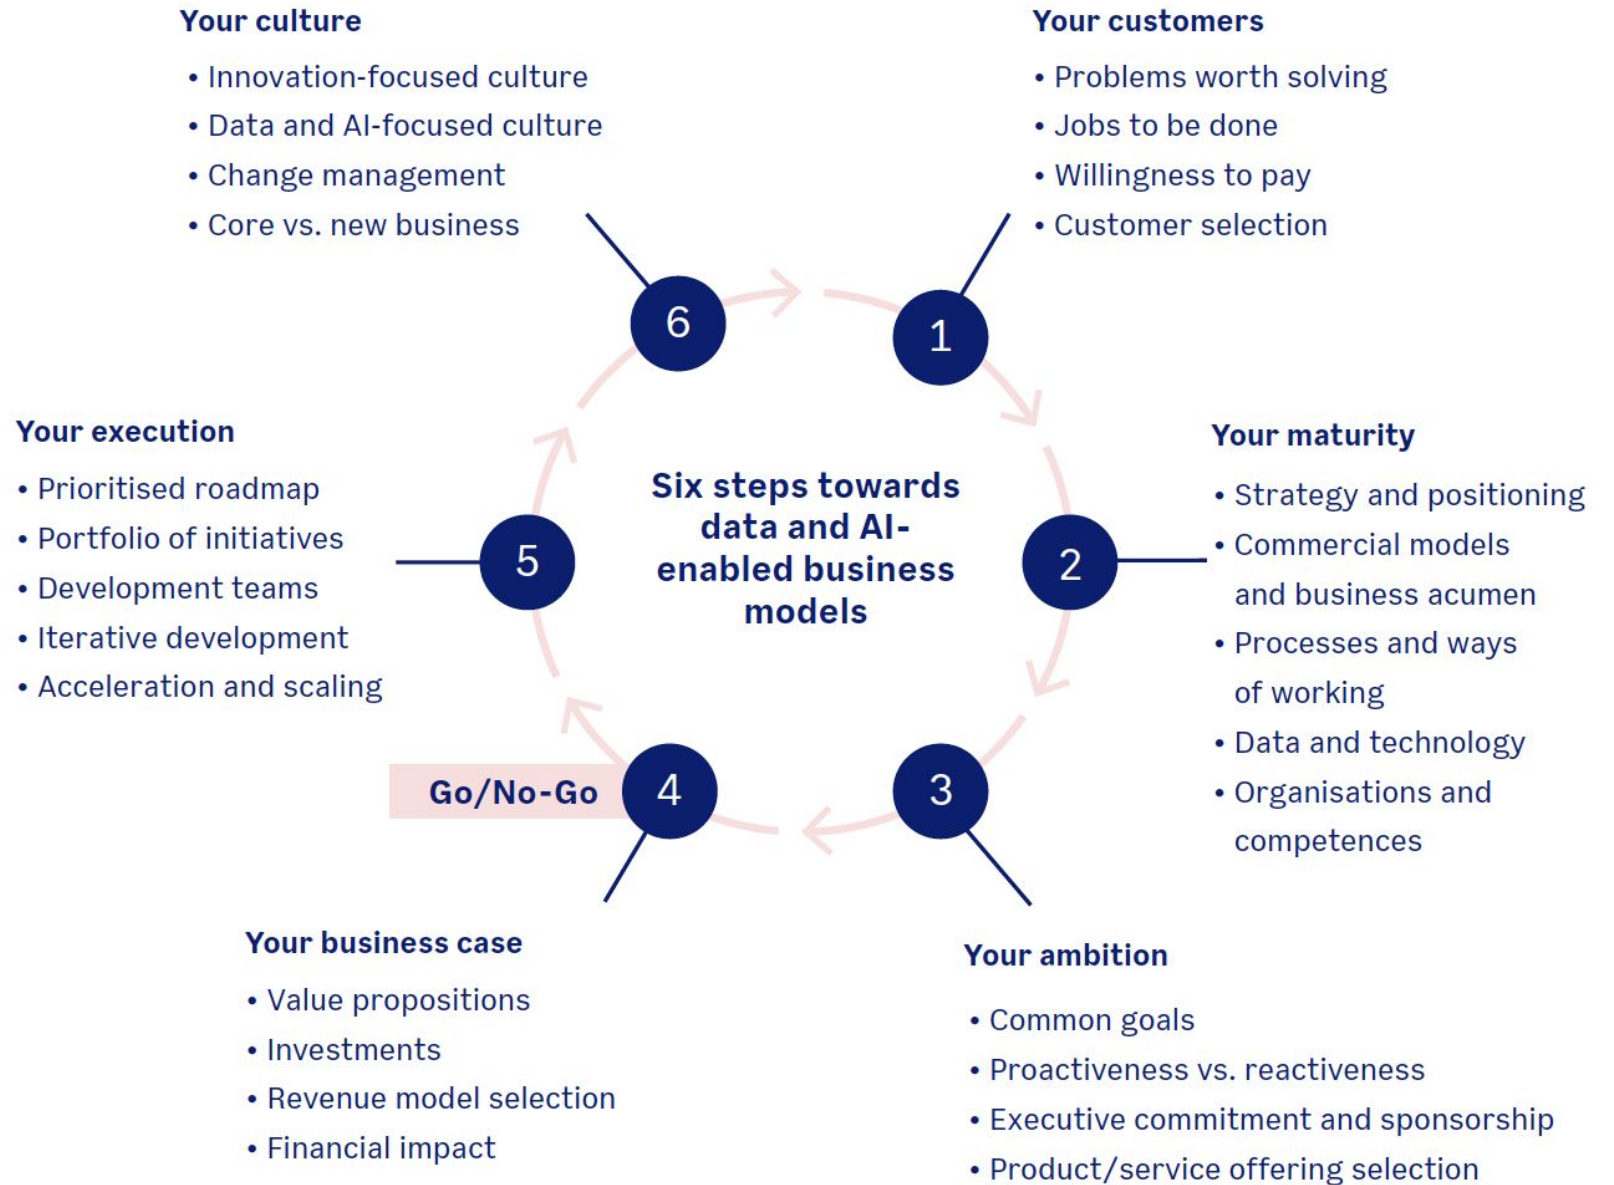 Your culture
• Innovation-focused culture
• Data and AI-focused culture
• Change management
• Core vs. new business
Your customers
• Problems worth solving
• Jobs to be done
• Willingness to pay
• Customer selection
6
1
Your execution
• Prioritised roadmap
• Portfolio of initiatives
• Development teams
• Iterative development
• Acceleration and scaling
5
Six steps towards
data and AI-
enabled business
models
2
Your maturity
• Strategy and positioning
• Commercial models
and business acumen
• Processes and ways
of working
• Data and technology
• Organisations and
competences
Go/No-Go
4
3
Your business case
• Value propositions
• Investments
• Revenue model selection
• Financial impact
Your ambition
• Common goals
• Proactiveness vs. reactiveness
• Executive commitment and sponsorship
• Product/service offering selection